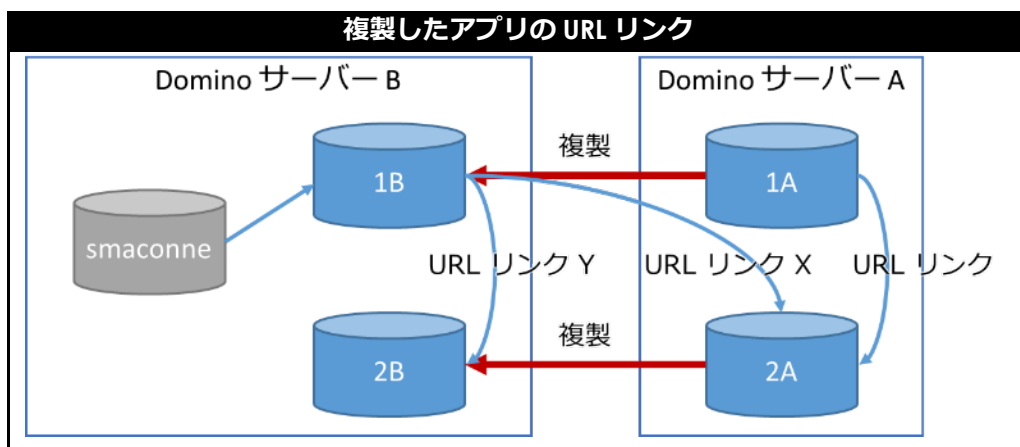 複製したアプリの URL リンク
Domino サーバー B
Domino サーバー A
複製
1B
1A
smaconne
URL リンク Y
URL リンク X
URL リンク
複製
2B
2A